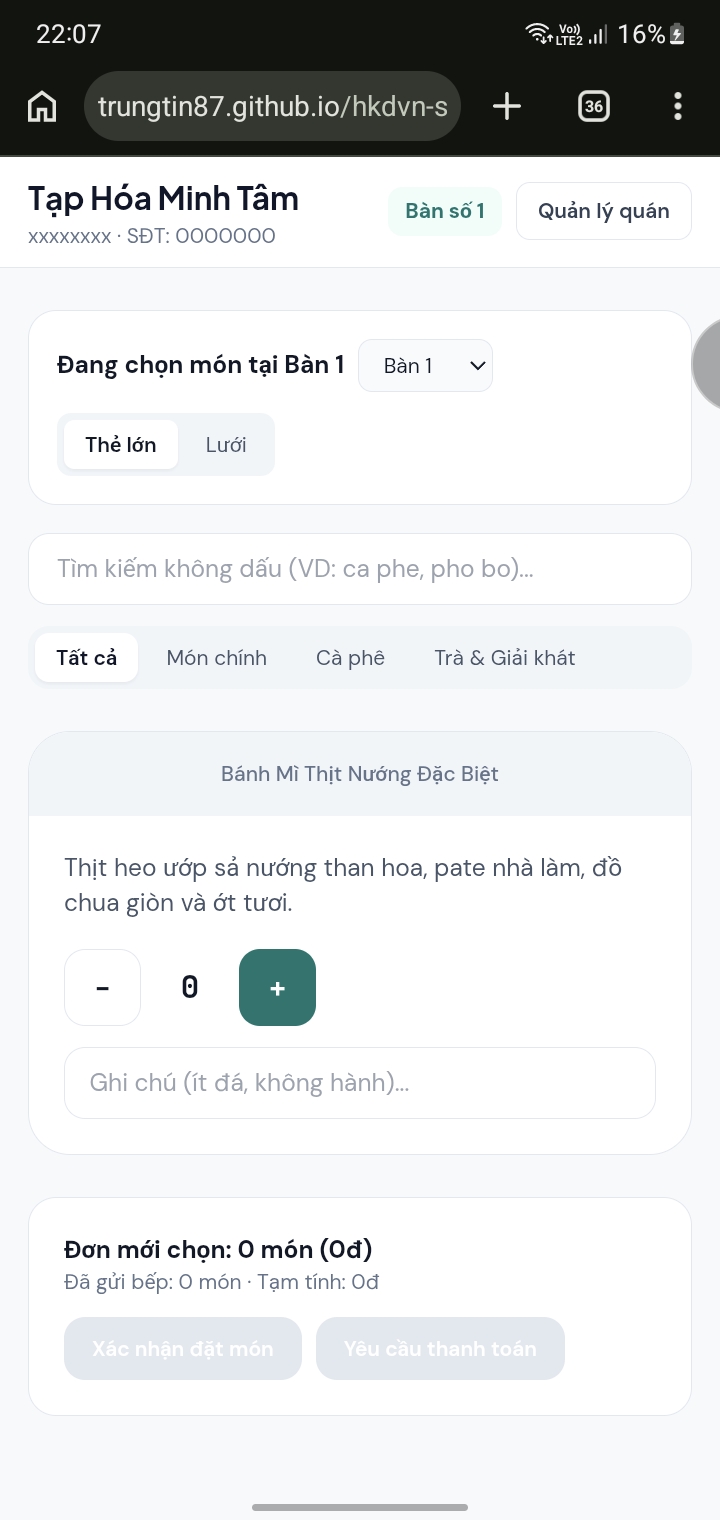 22:07
Vo)) LTE2 16%
trungtin87.github.io/hkdvn-s
36
Tạp Hóa Minh Tâm
xxxxxxxx · SĐT: 0000000
Bàn số 1
Quản lý quán
Đang chọn món tại Bàn 1
Bàn 1
Thẻ lớn
Lưới
Tìm kiếm không dấu (VD: ca phe, pho bo)...
Tất cả
Món chính
Cà phê
Trà & Giải khát
Bánh Mì Thịt Nướng Đặc Biệt
Thịt heo ướp sả nướng than hoa, pate nhà làm, đồ
chua giòn và ớt tươi.
- 0 +
Ghi chú (ít đá, không hành)...
Đơn mới chọn: 0 món (0đ)
Đã gửi bếp: 0 món · Tạm tính: 0đ
Xác nhận đặt món
Yêu cầu thanh toán